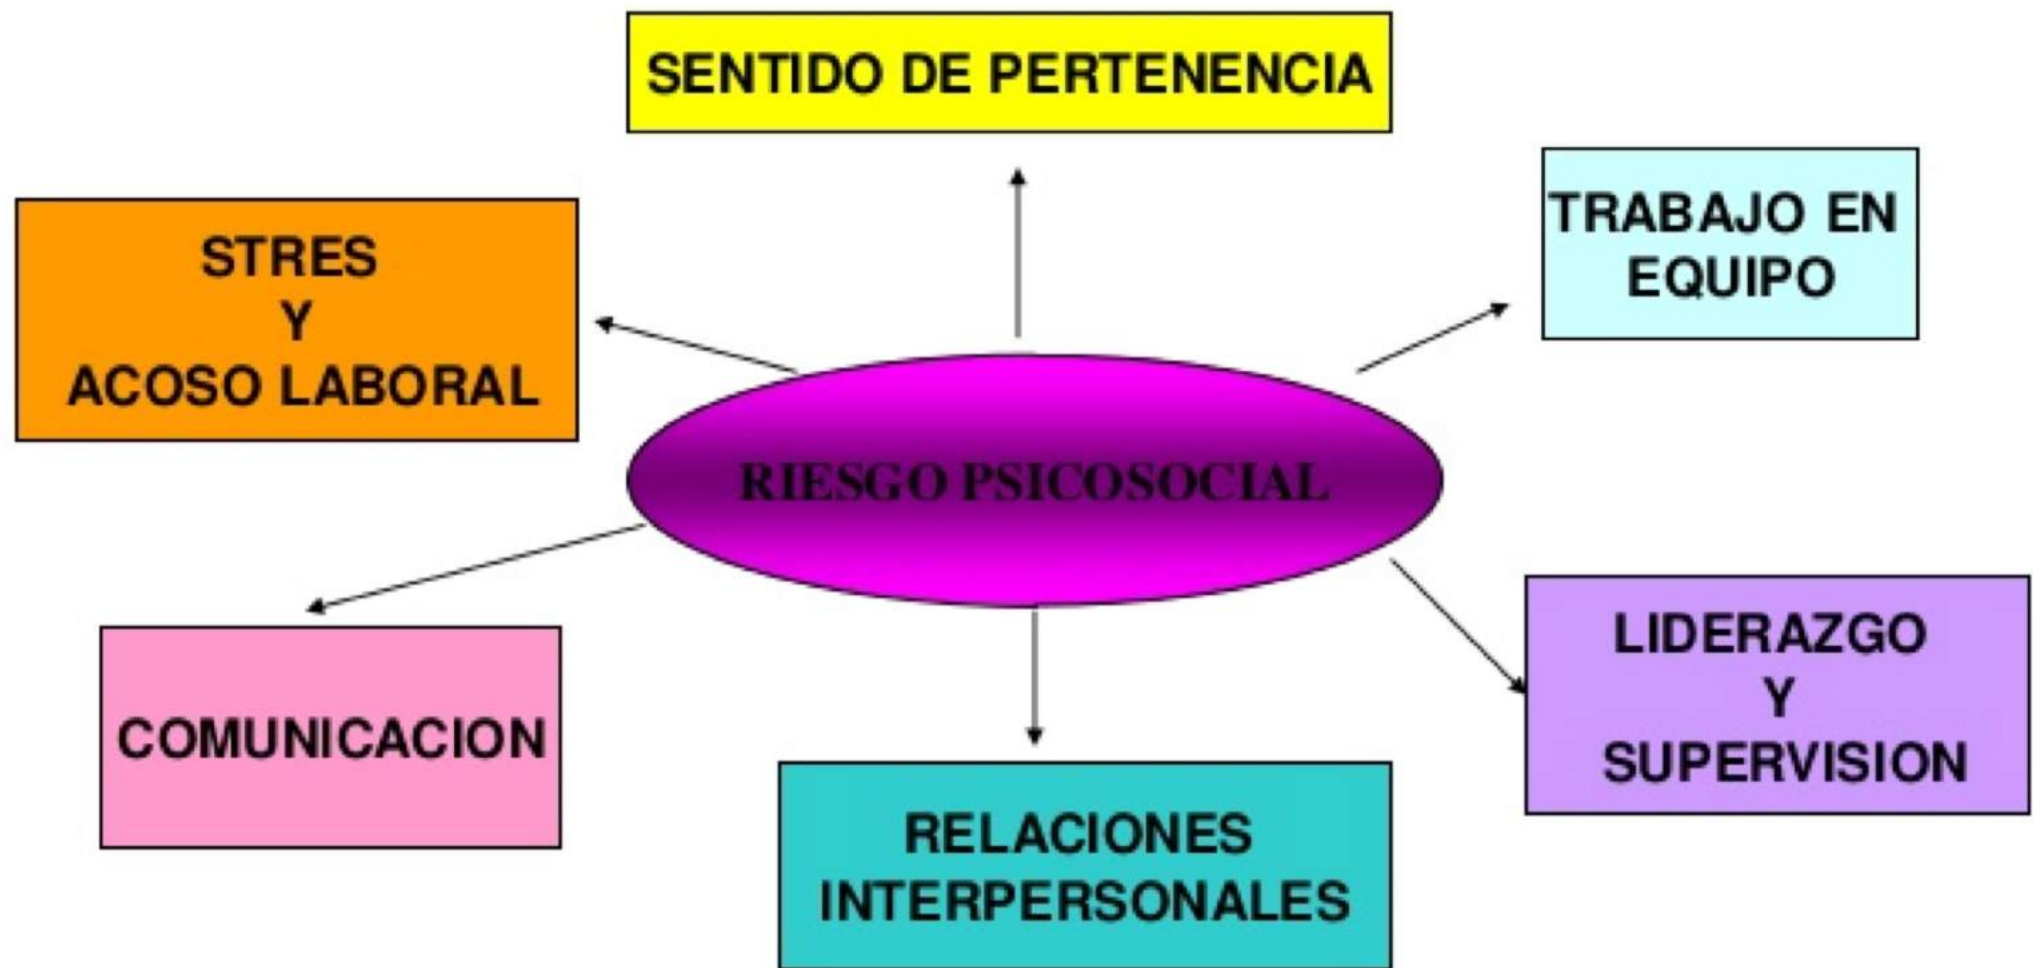 SENTIDO DE PERTENENCIA
TRABAJO EN
EQUIPO
STRES
Y
ACOSO LABORAL
RIESGO PSICOSOCIAL
LIDERAZGO
Y
SUPERVISION
COMUNICACION
RELACIONES
INTERPERSONALES